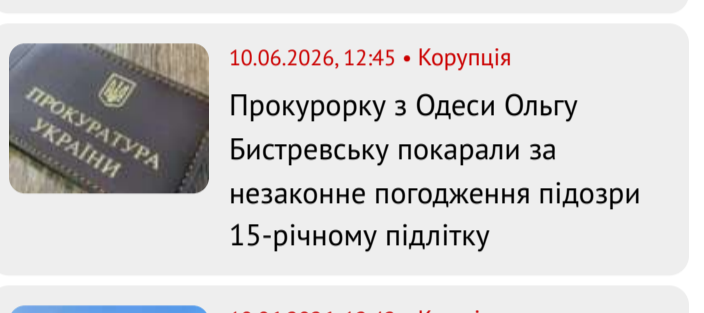 ПРОКУРАТУРА
УКРАЇНИ
10.06.2026, 12:45 • Корупція
Прокурорку з Одеси Ольгу
Бистревську покарали за
незаконне погодження підозри
15-річному підлітку